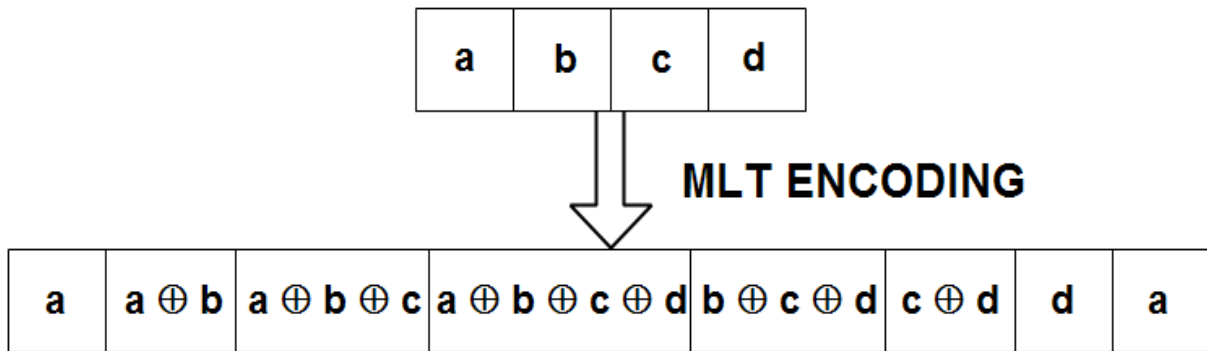 a b c d
MLT ENCODING
a a ⊕ b a ⊕ b ⊕ c a ⊕ b ⊕ c ⊕ d b ⊕ c ⊕ d c ⊕ d d a